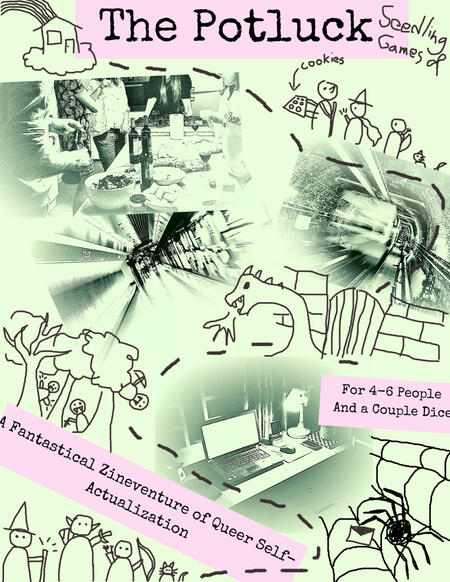 The Potluck
Seedling
Games
cookies
For 4-6 People
And a Couple Dice
A Fantastical Zineventure of Queer Self-
Actualization